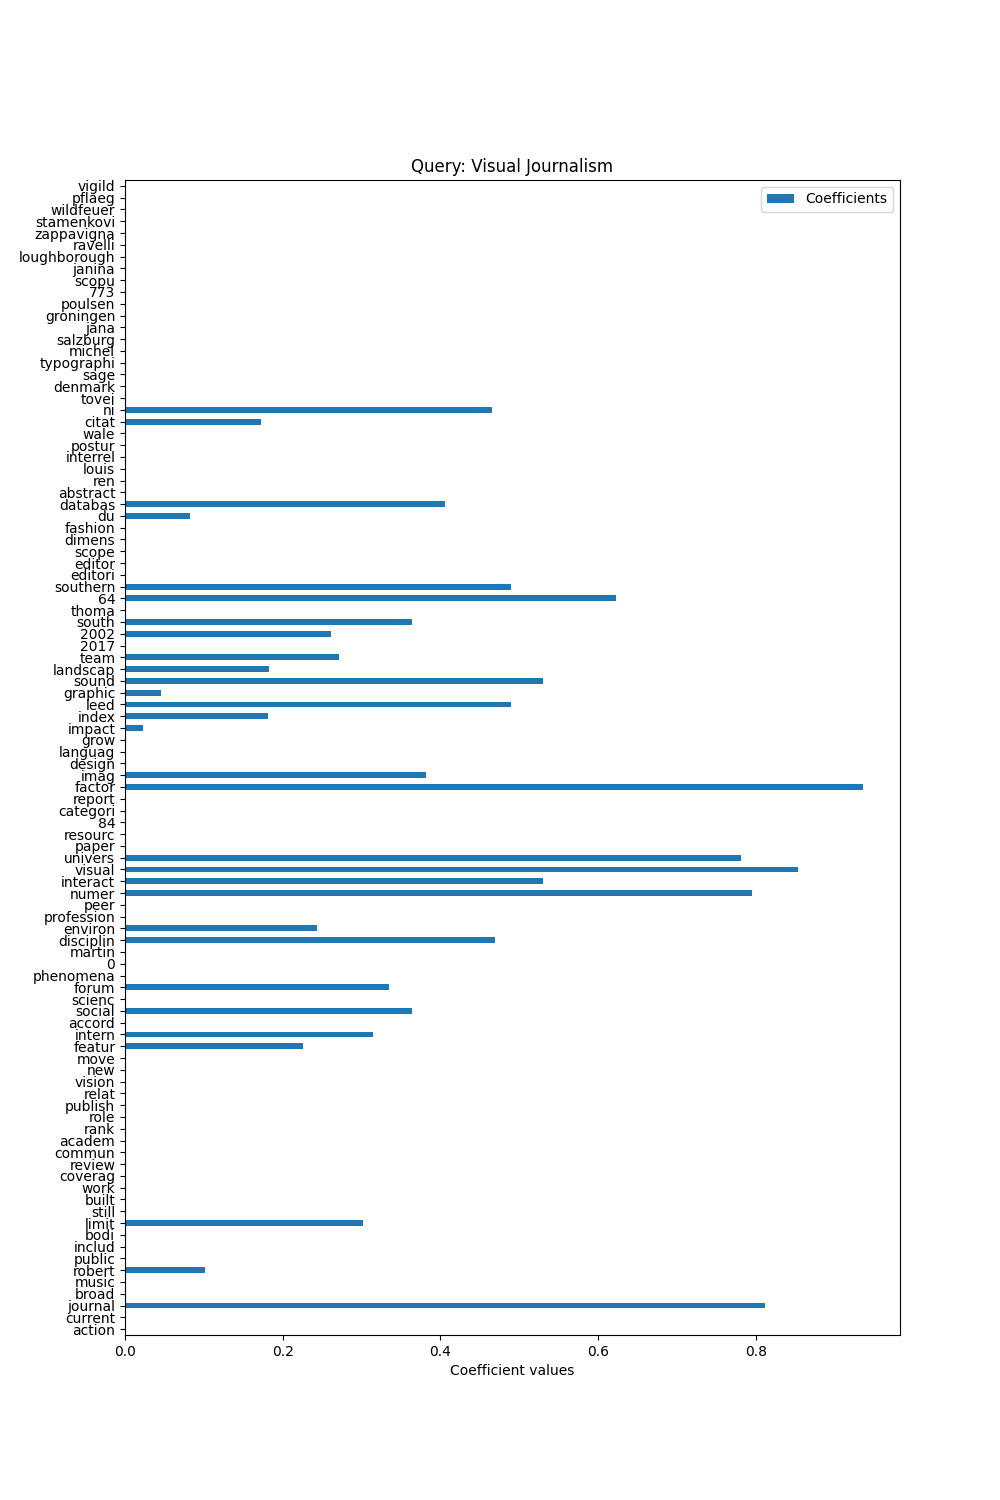 Query: Visual Journalism
Coefficients
vigild
pflaeg
wildfeuer
stamenkovi
zappavigna
ravelli
loughborough
janina
scopu
773
poulsen
groningen
jana
salzburg
michel
typographi
sage
denmark
tovei
ni
citat
wale
postur
interrel
louis
ren
abstract
databas
du
fashion
dimens
scope
editor
editori
southern
64
thoma
south
2002
2017
team
landscap
sound
graphic
leed
index
impact
grow
languag
design
imag
factor
report
categori
84
resourc
paper
univers
visual
interact
numer
peer
profession
environ
disciplin
martin
0
phenomena
forum
scienc
social
accord
intern
featur
move
new
vision
relat
publish
role
rank
academ
commun
review
coverag
work
built
still
limit
bodi
includ
public
robert
music
broad
journal
current
action
0.0 0.2 0.4 0.6 0.8
Coefficient values